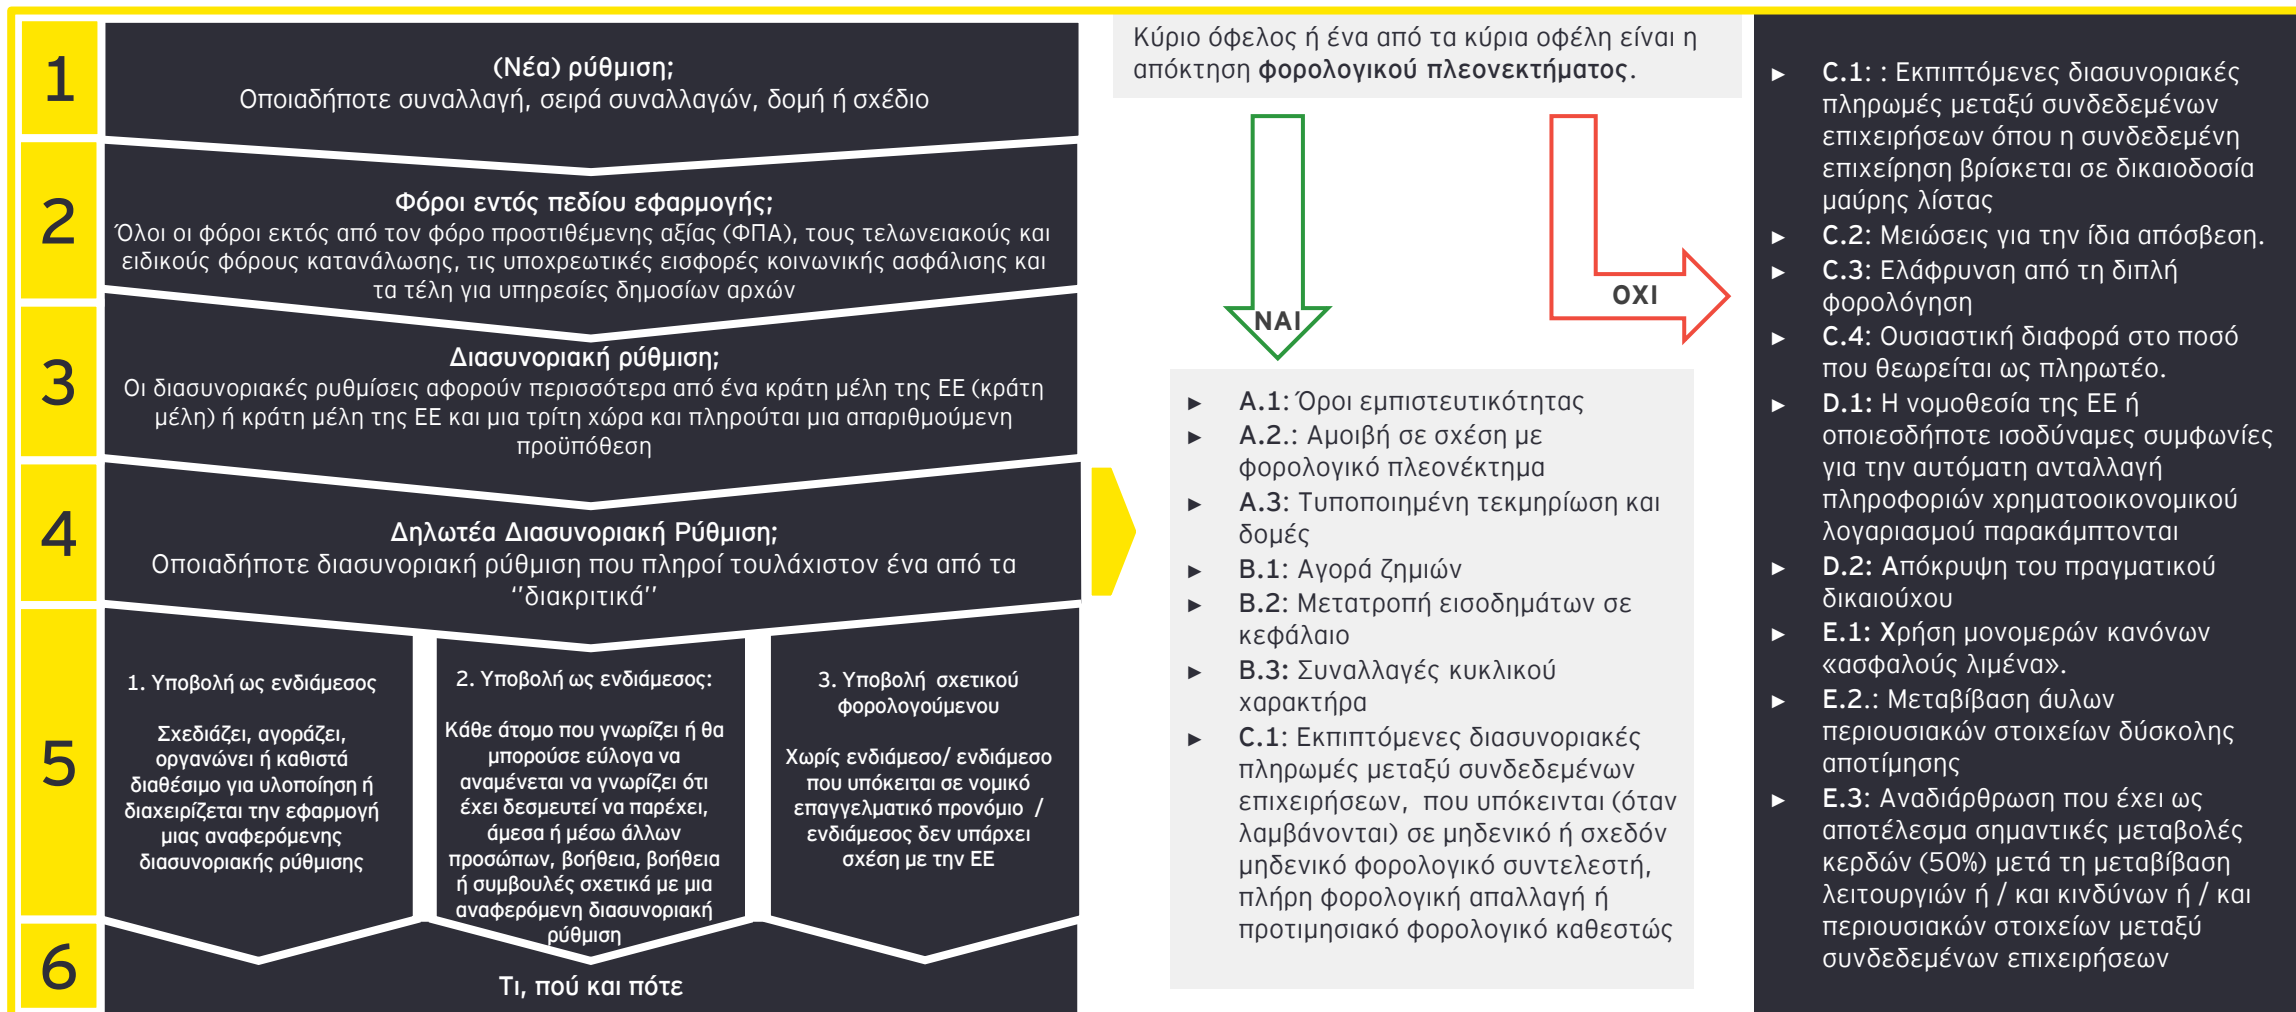 1
(Νέα) ρύθμιση;
Οποιαδήποτε συναλλαγή, σειρά συναλλαγών, δομή ή σχέδιο
2
Φόροι εντός πεδίου εφαρμογής;
Όλοι οι φόροι εκτός από τον φόρο προστιθέμενης αξίας (ΦΠΑ), τους τελωνειακούς και
ειδικούς φόρους κατανάλωσης, τις υποχρεωτικές εισφορές κοινωνικής ασφάλισης και
τα τέλη για υπηρεσίες δημοσίων αρχών
3
Διασυνοριακή ρύθμιση;
Οι διασυνοριακές ρυθμίσεις αφορούν περισσότερα από ένα κράτη μέλη της ΕΕ (κράτη
μέλη) ή κράτη μέλη της ΕΕ και μια τρίτη χώρα και πληρούται μια απαριθμούμενη
προϋπόθεση
4
Δηλωτέα Διασυνοριακή Ρύθμιση;
Οποιαδήποτε διασυνοριακή ρύθμιση που πληροί τουλάχιστον ένα από τα
''διακριτικά''
5
1. Υποβολή ως ενδιάμεσος
Σχεδιάζει, αγοράζει,
οργανώνει ή καθιστά
διαθέσιμο για υλοποίηση ή
διαχειρίζεται την εφαρμογή
μιας αναφερόμενης
διασυνοριακής ρύθμισης
2. Υποβολή ως ενδιάμεσος:
Κάθε άτομο που γνωρίζει ή θα
μπορούσε εύλογα να
αναμένεται να γνωρίζει ότι
έχει δεσμευτεί να παρέχει,
άμεσα ή μέσω άλλων
προσώπων, βοήθεια, βοήθεια
ή συμβουλές σχετικά με μια
αναφερόμενη διασυνοριακή
ρύθμιση
3. Υποβολή σχετικού
φορολογούμενου
Χωρίς ενδιάμεσο/ ενδιάμεσο
που υπόκειται σε νομικό
επαγγελματικό προνόμιο /
ενδιάμεσος δεν υπάρχει
σχέση με την ΕΕ
6
Τι, πού και πότε
Κύριο όφελος ή ένα από τα κύρια οφέλη είναι η
απόκτηση φορολογικού πλεονεκτήματος.
ΝΑΙ
ΟΧΙ
► A.1: Όροι εμπιστευτικότητας
► A.2.: Αμοιβή σε σχέση με
φορολογικό πλεονέκτημα
► A.3: Τυποποιημένη τεκμηρίωση και
δομές
► B.1: Αγορά ζημιών
► B.2: Μετατροπή εισοδημάτων σε
κεφάλαιο
► B.3: Συναλλαγές κυκλικού
χαρακτήρα
► C.1: Εκπιπτόμενες διασυνοριακές
πληρωμές μεταξύ συνδεδεμένων
επιχειρήσεων, που υπόκεινται (όταν
λαμβάνονται) σε μηδενικό ή σχεδόν
μηδενικό φορολογικό συντελεστή,
πλήρη φορολογική απαλλαγή ή
προτιμησιακό φορολογικό καθεστώς
► C.1: : Εκπιπτόμενες διασυνοριακές
πληρωμές μεταξύ συνδεδεμένων
επιχειρήσεων όπου η συνδεδεμένη
επιχείρηση βρίσκεται σε δικαιοδοσία
μαύρης λίστας
► C.2: Μειώσεις για την ίδια απόσβεση.
► C.3: Ελάφρυνση από τη διπλή
φορολόγηση
► C.4: Ουσιαστική διαφορά στο ποσό
που θεωρείται ως πληρωτέο.
► D.1: Η νομοθεσία της ΕΕ ή
οποιεσδήποτε ισοδύναμες συμφωνίες
για την αυτόματη ανταλλαγή
πληροφοριών χρηματοοικονομικού
λογαριασμού παρακάμπτονται
► D.2: Απόκρυψη του πραγματικού
δικαιούχου
► E.1: Χρήση μονομερών κανόνων
«ασφαλούς λιμένα».
► E.2.: Μεταβίβαση άυλων
περιουσιακών στοιχείων δύσκολης
αποτίμησης
► E.3: Αναδιάρθρωση που έχει ως
αποτέλεσμα σημαντικές μεταβολές
κερδών (50%) μετά τη μεταβίβαση
λειτουργιών ή / και κινδύνων ή / και
περιουσιακών στοιχείων μεταξύ
συνδεδεμένων επιχειρήσεων